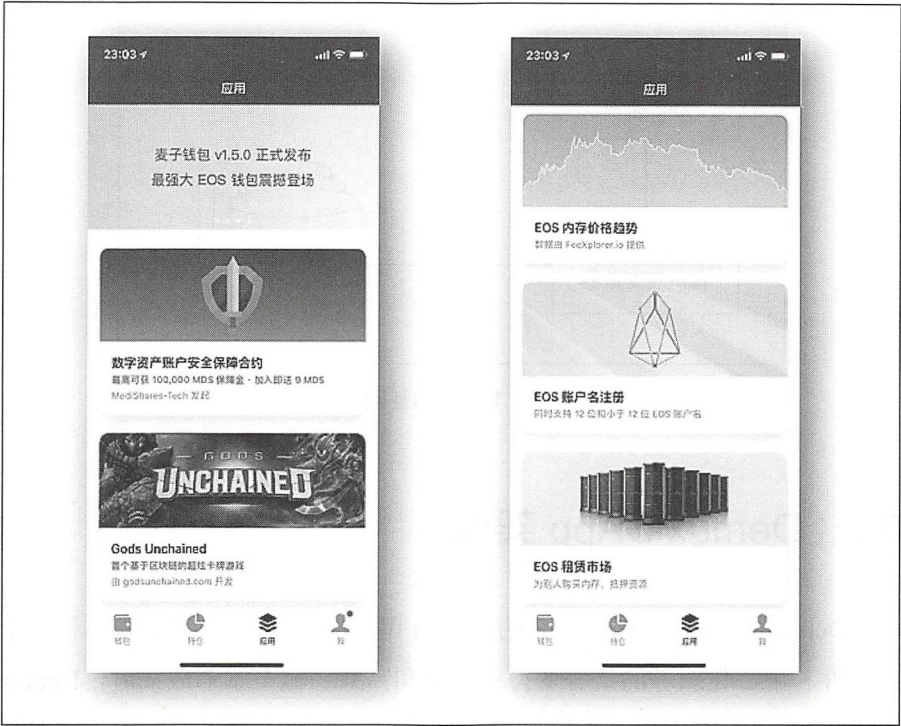 23:03
应用
麦子钱包 v1.5.0 正式发布
最强大 EOS 钱包震撼登场
数字资产账户安全保障合约
最高可获 100,000 MDS 保障金·加入即送 9 MDS
MediShares-Tech 发起
GODS
UNCHAINED
Gods Unchained
首个基于区块链的超炫卡牌游戏
由 godsunchained.com 开发
钱包
持仓
应用
我
23:03
应用
EOS 内存价格趋势
数据由 FeeXplorer.io 提供
EOS 账户名注册
同时支持 12 位和小于 12 位 EOS 账户名
EOS 租赁市场
为别人购买内存、抵押资源
钱包
持仓
应用
我